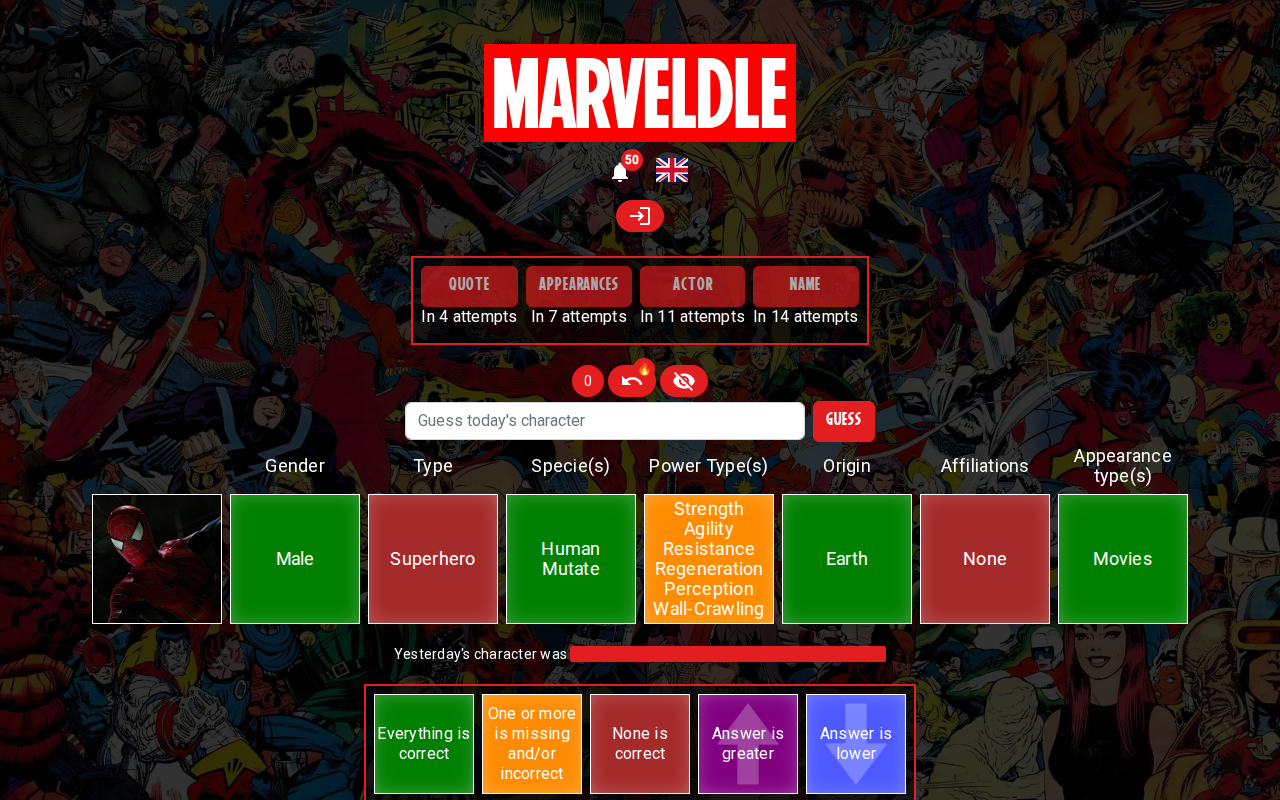 MARVELDLE
50
QUOTE APPEARANCES ACTOR NAME
In 4 attempts In 7 attempts In 11 attempts In 14 attempts
0
Guess today's character GUESS
Gender Type Specie(s) Power Type(s) Origin Affiliations Appearance
type(s)
Male
Superhero
Human
Mutate
Strength
Agility
Resistance
Regeneration
Perception
Wall-Crawling
Earth
None
Movies
Yesterday's character was
Everything is
correct
One or more
is missing
and/or
incorrect
None is
correct
Answer is
greater
Answer is
lower